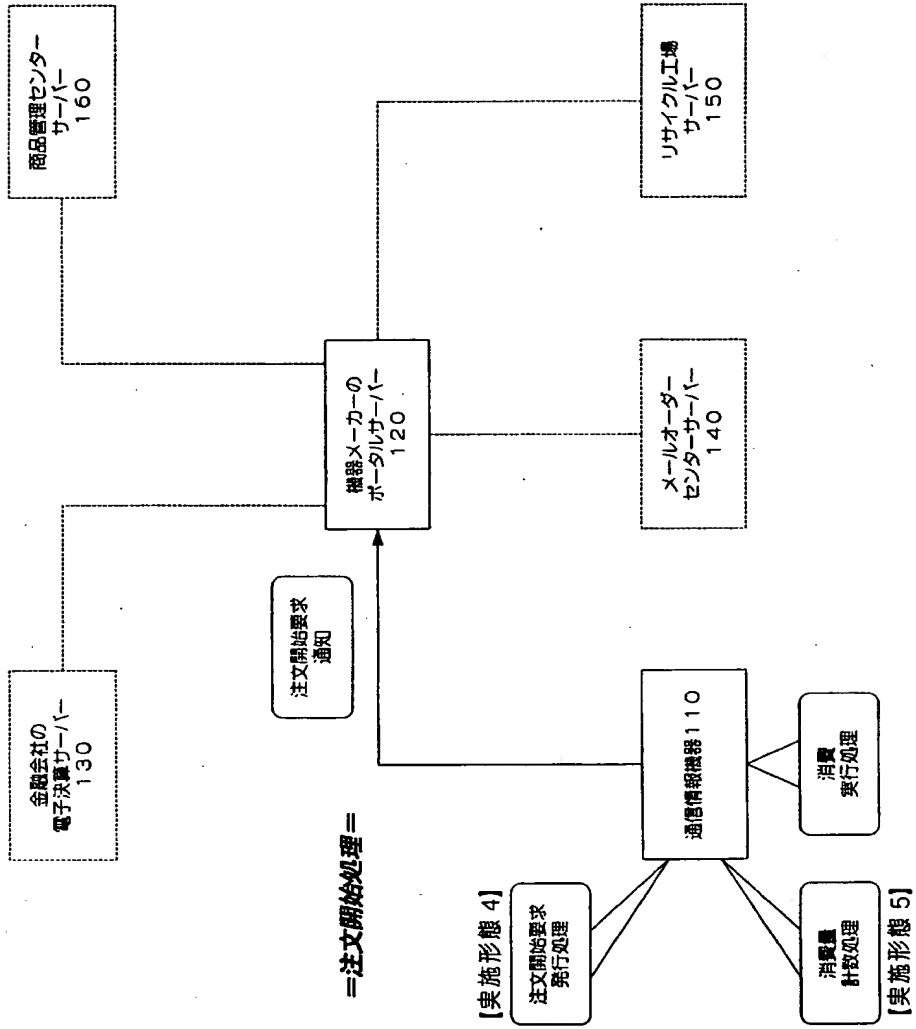 =注文開始処理=
金融会社の
電子決算サーバー
130
商品管理センター
サーバー
160
注文開始要求
通知
機器メーカーの
ポータルサーバー
120
【実施形態 4】
注文開始要求
発行処理
通信情報機器110
メールオーダー
センターサーバー
140
リサイクル工場
サーバー
150
消費量
計数処理
【実施形態 5】
消費
実行処理